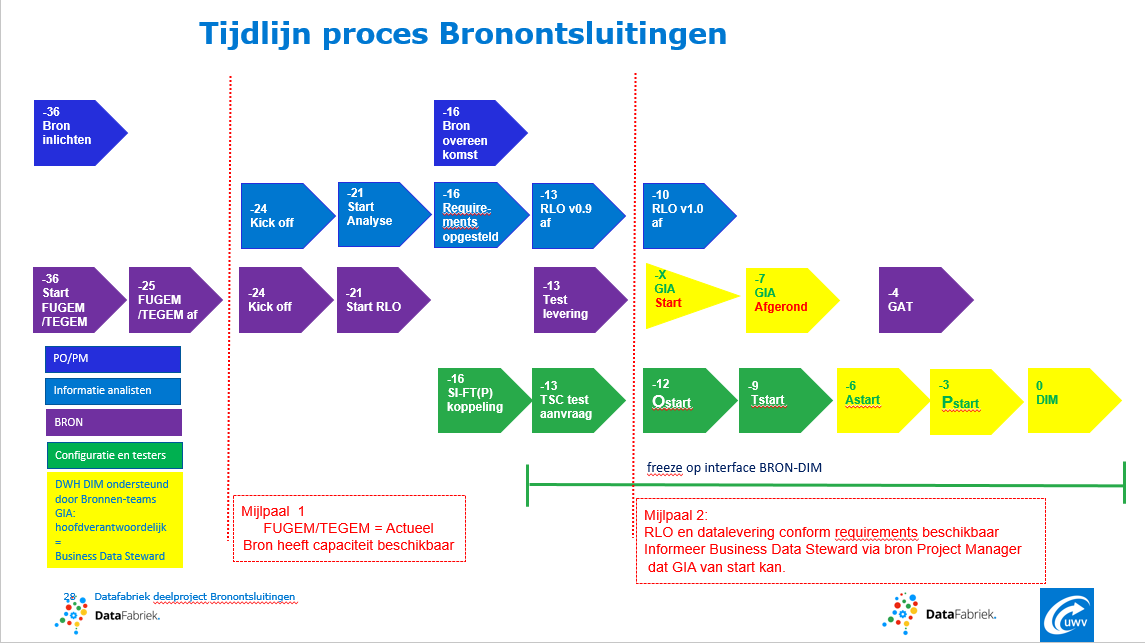 Tijdlijn proces Bronontsluitingen
-36
Bron
inlichten
-16
Bron
overeen
komst
-24
Kick off
-21
Start
Analyse
-16
Require-
ments
opgesteld
-13
RLO v0.9
af
-10
RLO v1.0
af
-36
Start
FUGEM
/TEGEM
-25
FUGEM
/TEGEM af
-24
Kick off
-21
Start RLO
-13
Test
levering
-X
GIA
Start
-7
GIA
Afgerond
-4
GAT
PO/PM
Informatie analisten
BRON
Configuratie en testers
DWH DIM ondersteund
door Bronnen-teams
GIA:
hoofdverantwoordelijk
=
Business Data Steward
-16
SI-FT(P)
koppeling
-13
TSC test
aanvraag
-12
Ostart
-9
Tstart
-6
Astart
-3
Pstart
0
DIM
freeze op interface BRON-DIM
Mijlpaal 1
FUGEM/TEGEM = Actueel
Bron heeft capaciteit beschikbaar
Mijlpaal 2:
RLO en datalevering conform requirements beschikbaar
Informeer Business Data Steward via bron Project Manager
dat GIA van start kan.
28 Datafabriek deelproject Bronontsluitingen
DataFabriek.
DataFabriek.
UWV